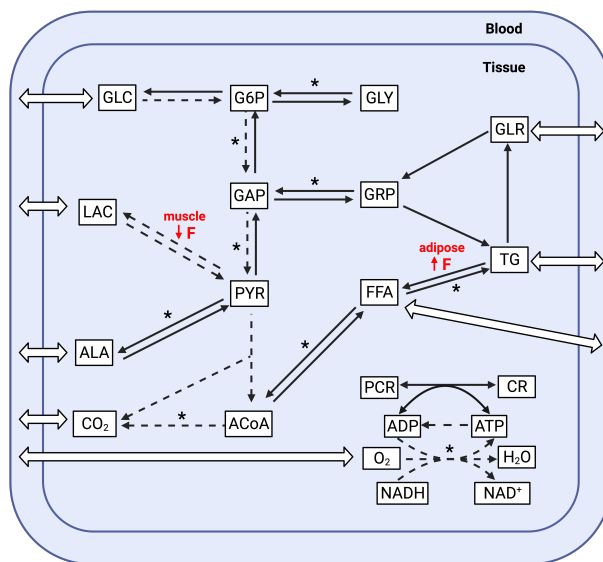 Blood
Tissue
GLC
G6P
*
GLY
GLR
*
GAP
*
GRP
LAC
muscle
↓ F
*
adipose
↑ F
TG
PYR
FFA
*
*
*
ALA
PCR
CR
CO₂
*
ACoA
ADP
ATP
O₂
*
H₂O
NADH
NAD⁺